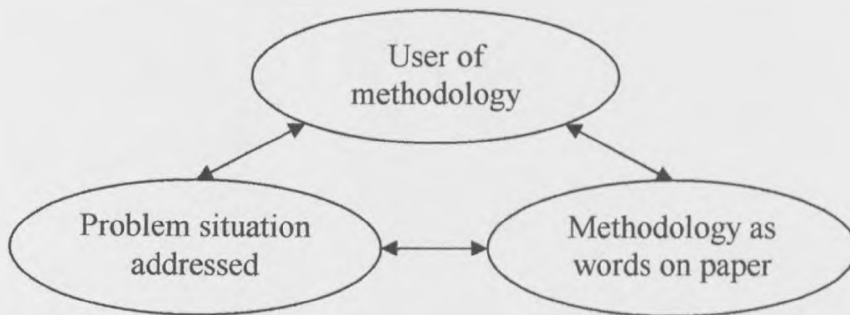 User of
methodology
Problem situation
addressed
Methodology as
words on paper